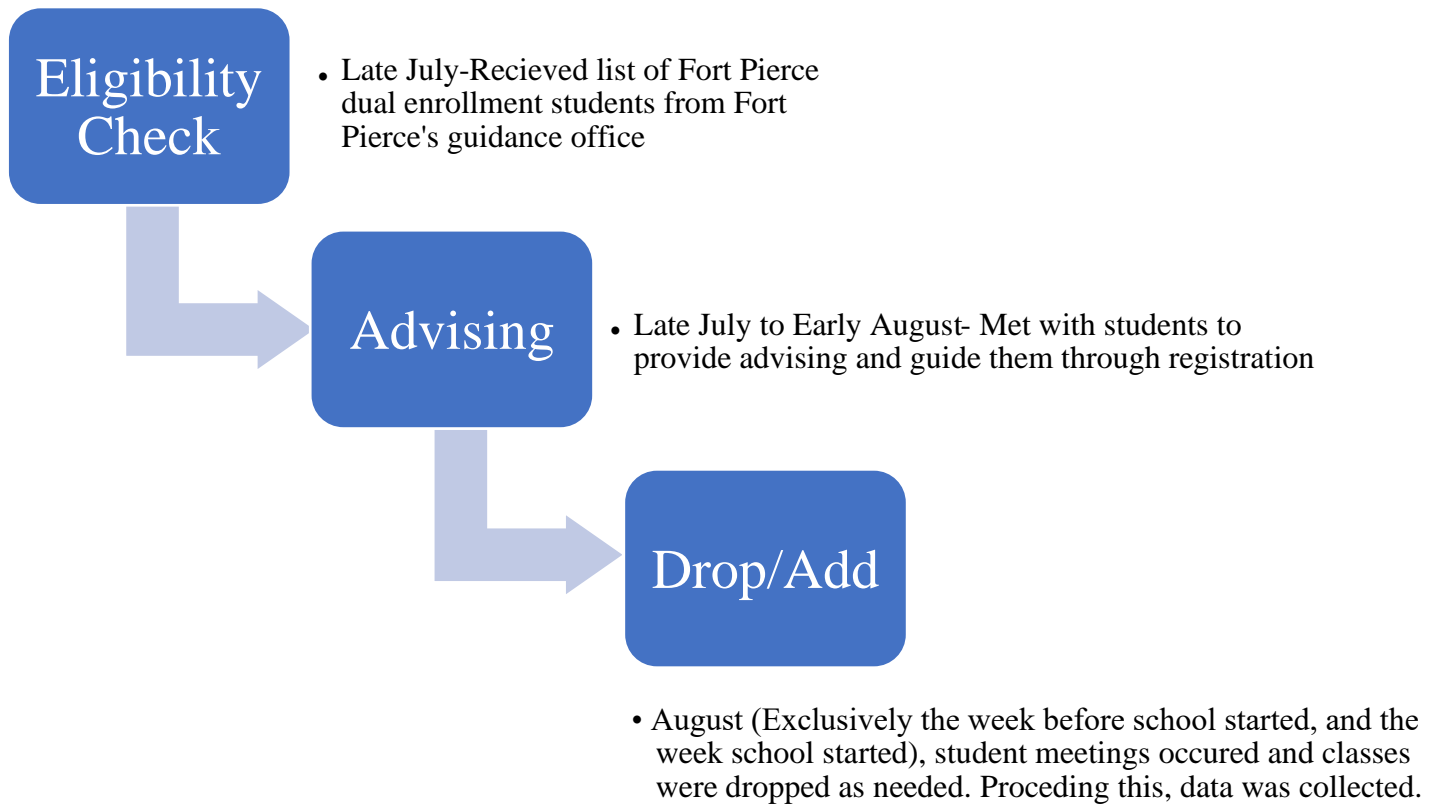 Eligibility
Check
• Late July-Recieved list of Fort Pierce
dual enrollment students from Fort
Pierce's guidance office
Advising
• Late July to Early August- Met with students to
provide advising and guide them through registration
Drop/Add
• August (Exclusively the week before school started, and the
week school started), student meetings occured and classes
were dropped as needed. Proceding this, data was collected.